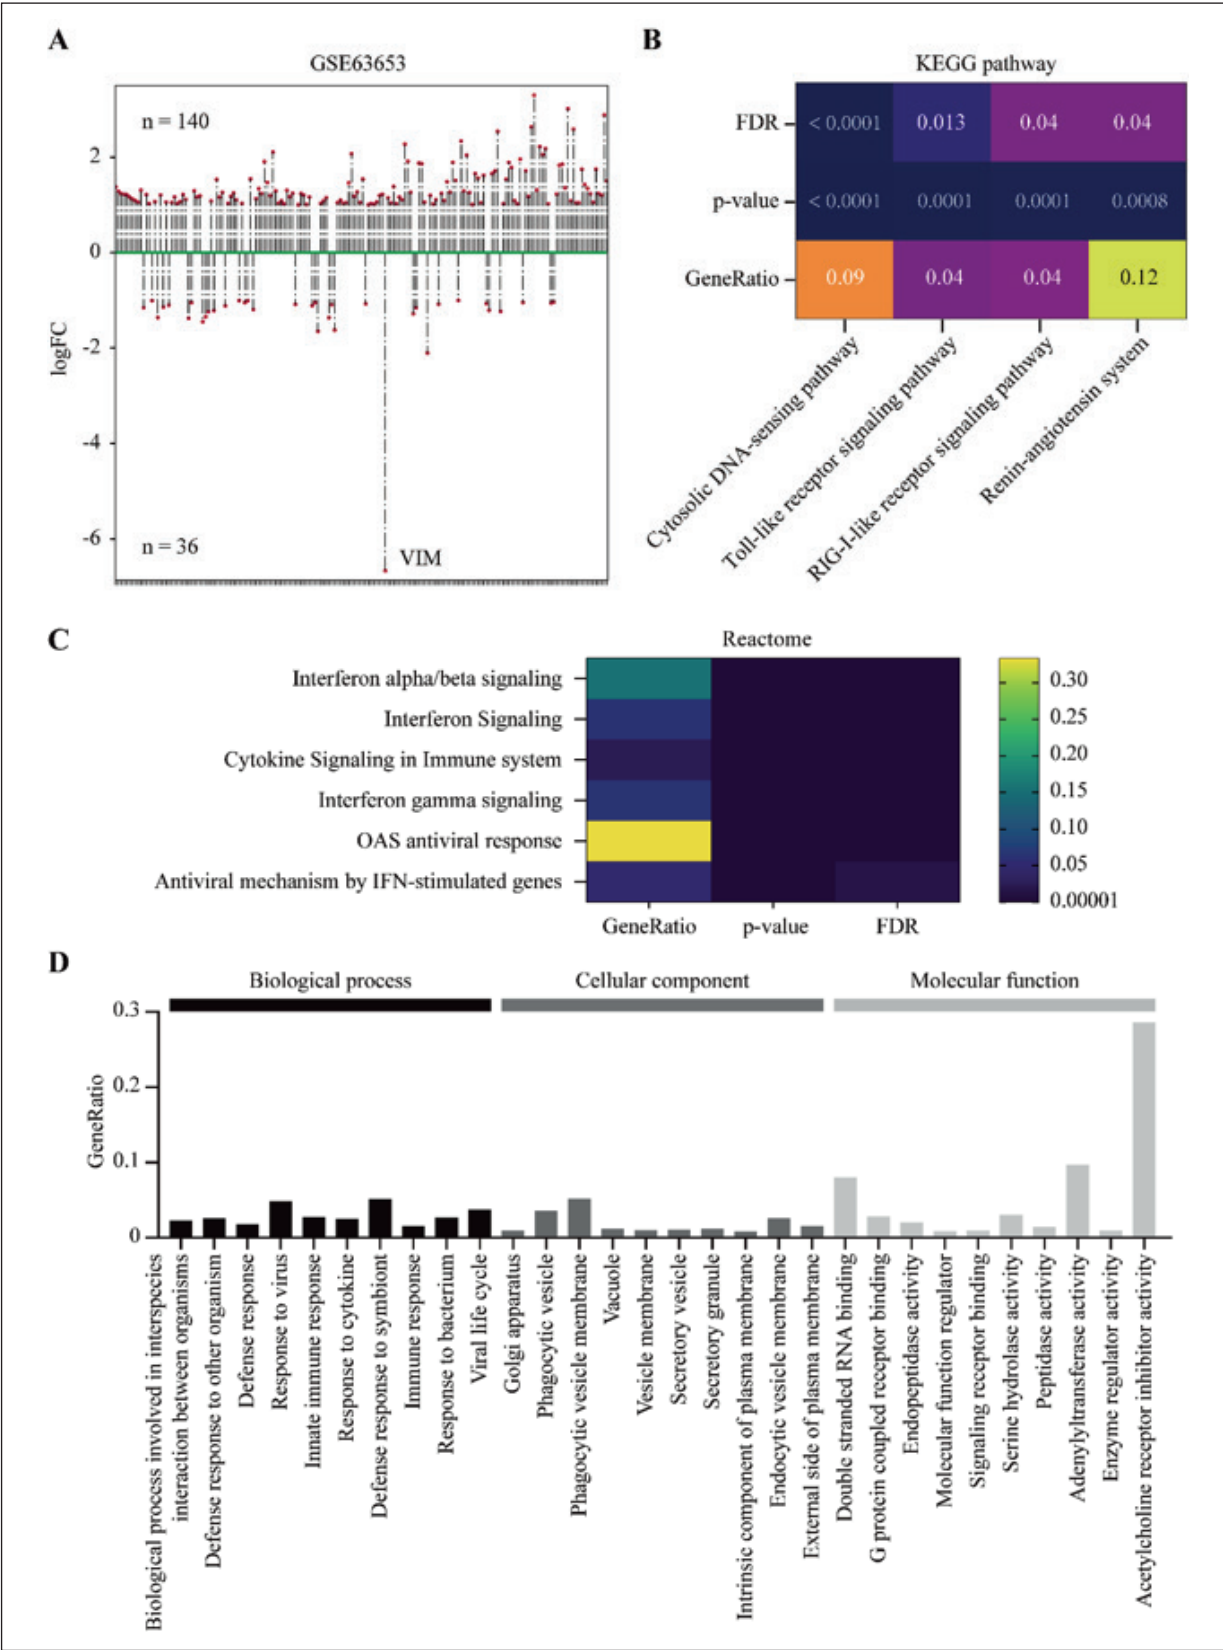 A
GSE63653
n = 140
2
0
-2
-4
-6
logFC
n = 36
VIM
B
KEGG pathway
FDR
< 0.0001
0.013
0.04
0.04
p-value
< 0.0001
0.0001
0.0001
0.0008
GeneRatio
0.09
0.04
0.04
0.12
Cytosolic DNA-sensing pathway
Toll-like receptor signaling pathway
RIG-I-like receptor signaling pathway
Renin-angiotensin system
C
Reactome
Interferon alpha/beta signaling
Interferon Signaling
Cytokine Signaling in Immune system
Interferon gamma signaling
OAS antiviral response
Antiviral mechanism by IFN-stimulated genes
GeneRatio
p-value
FDR
0.30
0.25
0.20
0.15
0.10
0.05
0.00001
D
Biological process
Cellular component
Molecular function
0.3
0.2
0.1
0
GeneRatio
Biological process involved in interspecies
interaction between organisms
Defense response to other organism
Defense response
Response to virus
Innate immune response
Response to cytokine
Defense response to symbiont
Immune response
Response to bacterium
Viral life cycle
Golgi apparatus
Phagocytic vesicle
Phagocytic vesicle membrane
Vacuole
Vesicle membrane
Secretory vesicle
Secretory granule
Intrinsic component of plasma membrane
Endocytic vesicle membrane
External side of plasma membrane
Double stranded RNA binding
G protein coupled receptor binding
Endopeptidase activity
Molecular function regulator
Signaling receptor binding
Serine hydrolase activity
Peptidase activity
Adenylyltransferase activity
Enzyme regulator activity
Acetylcholine receptor inhibitor activity